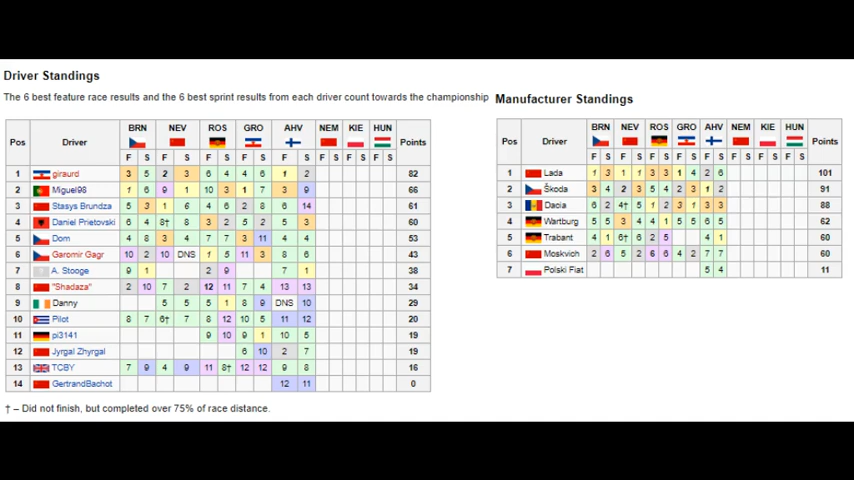 Driver Standings
The 6 best feature race results and the 6 best sprint results from each driver count towards the championship
Pos Driver BRN NEV ROS GRO AHV NEM KIE HUN Points
F S F S F S F S F S F S F S F S
1 giraurd 3 5 2 3 6 4 4 6 1 2 82
2 Miguel98 1 6 9 1 10 3 1 7 3 9 66
3 Stasys Brundza 5 3 1 6 4 6 2 8 6 14 61
4 Daniel Prietovski 6 4 8† 8 3 2 5 2 5 3 60
5 Dom 4 8 3 4 7 7 3 11 4 4 53
6 Garomir Gagr 10 2 10 DNS 1 5 11 3 8 6 43
7 A. Stooge 9 1 2 9 7 1 38
8 "Shadaza" 2 10 7 2 12 11 7 4 13 13 34
9 Danny 5 5 5 1 8 9 DNS 10 29
10 Pilot 8 7 6† 7 8 12 10 5 11 12 20
11 pi3141 9 10 9 1 10 5 19
12 Jyrgal Zhyrgal 6 10 2 7 19
13 TCBY 7 9 4 9 11 8† 12 12 9 8 16
14 GertrandBachot 12 11 0
† – Did not finish, but completed over 75% of race distance.
Manufacturer Standings
Pos Driver BRN NEV ROS GRO AHV NEM KIE HUN Points
F S F S F S F S F S F S F S F S
1 Lada 1 3 1 1 3 3 1 4 2 6 101
2 Škoda 3 4 2 3 5 4 2 3 1 2 91
3 Dacia 6 2 4† 5 1 2 3 1 3 3 88
4 Wartburg 5 5 3 4 4 1 5 5 6 5 62
5 Trabant 4 1 6† 6 2 5 4 1 60
6 Moskvich 2 6 5 2 6 6 4 2 7 7 60
7 Polski Fiat 5 4 11